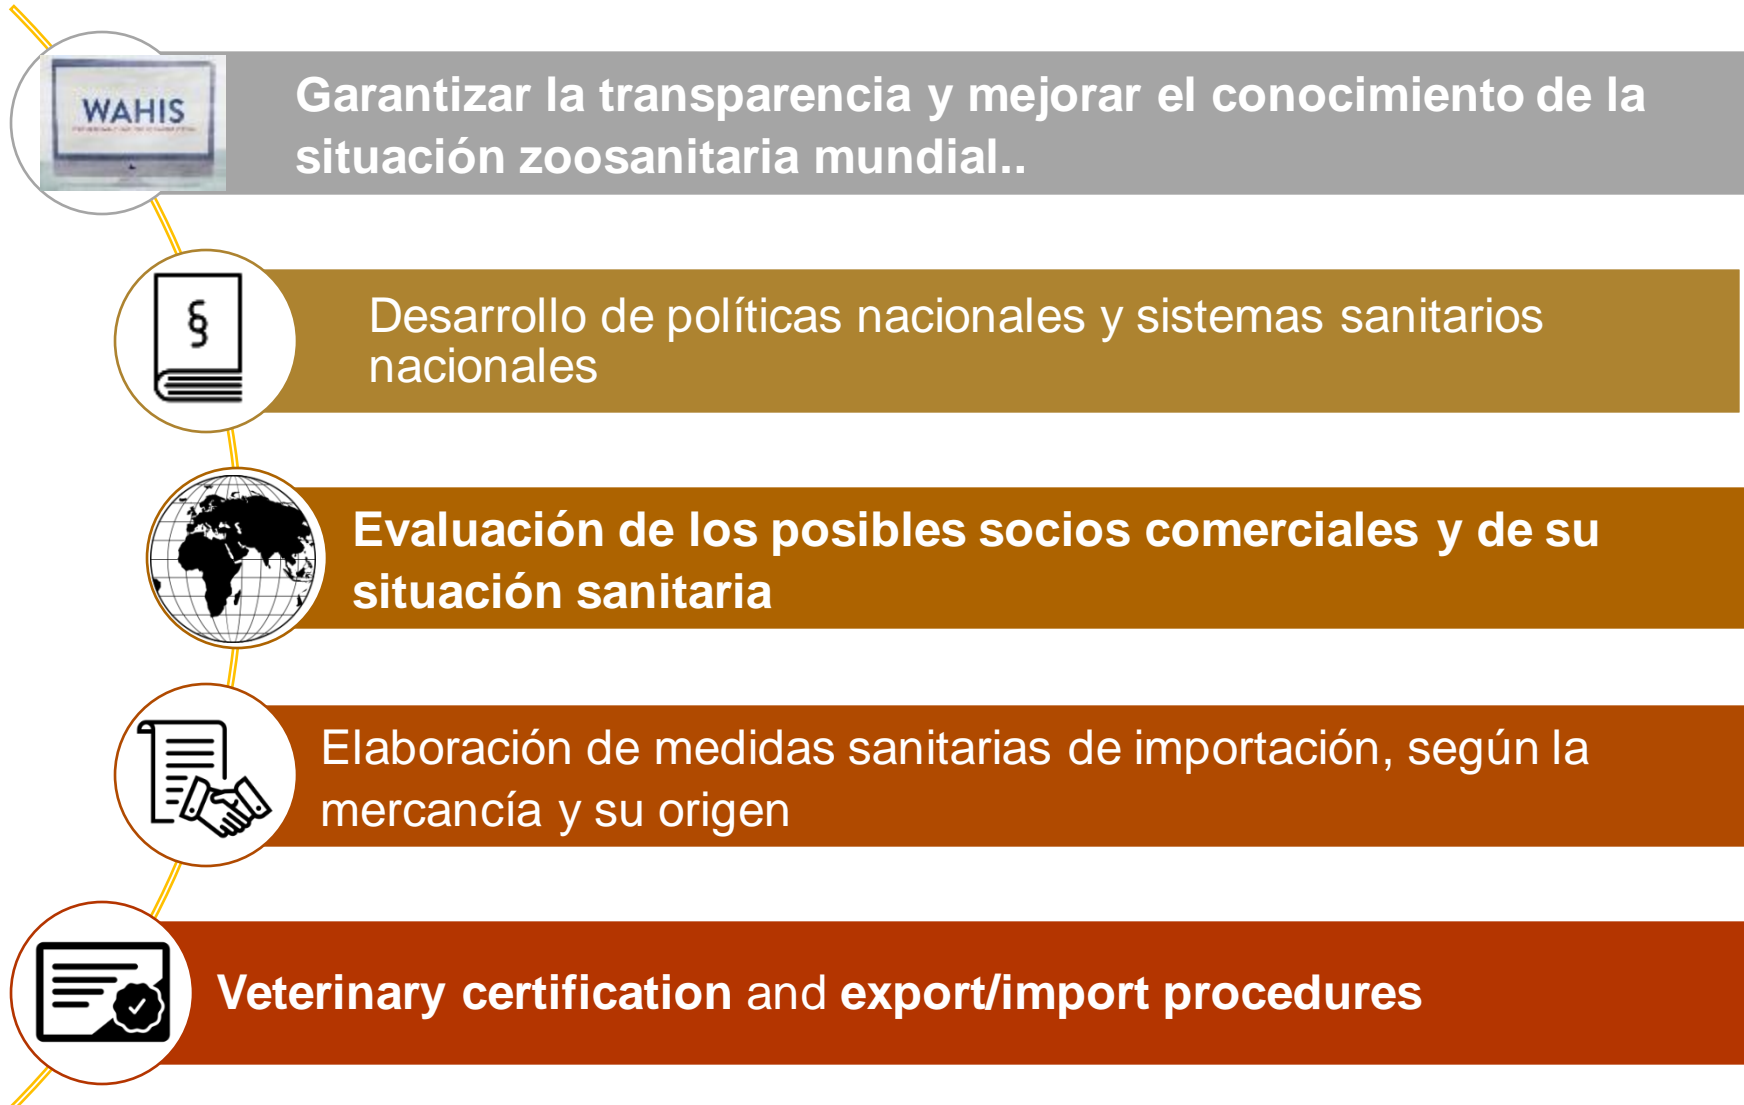 WAHIS
Garantizar la transparencia y mejorar el conocimiento de la
situación zoosanitaria mundial..
§
Desarrollo de políticas nacionales y sistemas sanitarios
nacionales
Evaluación de los posibles socios comerciales y de su
situación sanitaria
Elaboración de medidas sanitarias de importación, según la
mercancía y su origen
Veterinary certification and export/import procedures